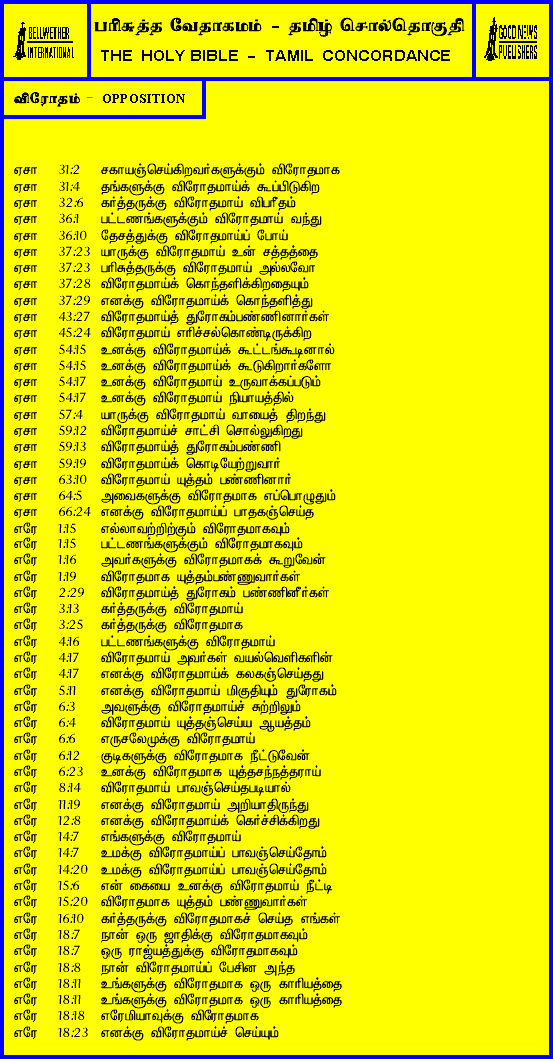 BELLWETHER
INTERNATIONAL
பரிசுத்த வேதாகமம் - தமிழ் சொல்தொகுதி
THE HOLY BIBLE - TAMIL CONCORDANCE
GOOD NEWS
PUBLISHERS
விரோதம் - OPPOSITION
ஏசா 31:2 சகாயஞ்செய்கிறவர்களுக்கும் விரோதமாக
ஏசா 31:4 தங்களுக்கு விரோதமாய்க் கூப்பிடுகிற
ஏசா 32:6 கர்த்தருக்கு விரோதமாய் விபரீதம்
ஏசா 36:1 பட்டணங்களுக்கும் விரோதமாய் வந்து
ஏசா 36:10 தேசத்துக்கு விரோதமாய்ப் போய்
ஏசா 37:23 யாருக்கு விரோதமாய் உன் சத்தத்தை
ஏசா 37:23 பரிசுத்தருக்கு விரோதமாய் அல்லவோ
ஏசா 37:28 விரோதமாய்க் கொந்தளிக்கிறதையும்
ஏசா 37:29 எனக்கு விரோதமாய்க் கொந்தளித்து
ஏசா 43:27 விரோதமாய்த் துரோகம்பண்ணினார்கள்
ஏசா 45:24 விரோதமாய் எரிச்சல்கொண்டிருக்கிற
ஏசா 54:15 உனக்கு விரோதமாய்க் கூட்டங்கூடினால்
ஏசா 54:15 உனக்கு விரோதமாய்க் கூடுகிறார்களோ
ஏசா 54:17 உனக்கு விரோதமாய் உருவாக்கப்படும்
ஏசா 54:17 உனக்கு விரோதமாய் நியாயத்தில்
ஏசா 57:4 யாருக்கு விரோதமாய் வாயைத் திறந்து
ஏசா 59:12 விரோதமாய்ச் சாட்சி சொல்லுகிறது
ஏசா 59:13 விரோதமாய்த் துரோகம்பண்ணி
ஏசா 59:19 விரோதமாய்க் கொடியேற்றுவார்
ஏசா 63:10 விரோதமாய் யுத்தம் பண்ணினார்
ஏசா 64:5 அவைகளுக்கு விரோதமாக எப்பொழுதும்
ஏசா 66:24 எனக்கு விரோதமாய்ப் பாதகஞ்செய்த
எரே 1:15 எல்லாவற்றிற்கும் விரோதமாகவும்
எரே 1:15 பட்டணங்களுக்கும் விரோதமாகவும்
எரே 1:16 அவர்களுக்கு விரோதமாகக் கூறுவேன்
எரே 1:19 விரோதமாக யுத்தம்பண்ணுவார்கள்
எரே 2:29 விரோதமாய்த் துரோகம் பண்ணினீர்கள்
எரே 3:13 கர்த்தருக்கு விரோதமாய்
எரே 3:25 கர்த்தருக்கு விரோதமாக
எரே 4:16 பட்டணங்களுக்கு விரோதமாய்
எரே 4:17 விரோதமாய் அவர்கள் வயல்வெளிகளின்
எரே 4:17 எனக்கு விரோதமாய்க் கலகஞ்செய்தது
எரே 5:11 எனக்கு விரோதமாய் மிகுதியும் துரோகம்
எரே 6:3 அவளுக்கு விரோதமாய்ச் சுற்றிலும்
எரே 6:4 விரோதமாய் யுத்தஞ்செய்ய ஆயத்தம்
எரே 6:6 எருசலேமுக்கு விரோதமாய்
எரே 6:12 குடிகளுக்கு விரோதமாக நீட்டுவேன்
எரே 6:23 உனக்கு விரோதமாக யுத்தசந்நத்தராய்
எரே 8:14 விரோதமாய் பாவஞ்செய்தபடியால்
எரே 11:19 எனக்கு விரோதமாய் அறியாதிருந்து
எரே 12:8 எனக்கு விரோதமாய்க் கெர்ச்சிக்கிறது
எரே 14:7 எங்களுக்கு விரோதமாய்
எரே 14:7 உமக்கு விரோதமாய்ப் பாவஞ்செய்தோம்
எரே 14:20 உமக்கு விரோதமாய்ப் பாவஞ்செய்தோம்
எரே 15:6 என் கையை உனக்கு விரோதமாய் நீட்டி
எரே 15:20 விரோதமாக யுத்தம் பண்ணுவார்கள்
எரே 16:10 கர்த்தருக்கு விரோதமாகச் செய்த எங்கள்
எரே 18:7 நான் ஒரு ஜாதிக்கு விரோதமாகவும்
எரே 18:7 ஒரு ராஜ்யத்துக்கு விரோதமாகவும்
எரே 18:8 நான் விரோதமாய்ப் பேசின அந்த
எரே 18:11 உங்களுக்கு விரோதமாக ஒரு காரியத்தை
எரே 18:11 உங்களுக்கு விரோதமாக ஒரு காரியத்தை
எரே 18:18 எரேமியாவுக்கு விரோதமாக
எரே 18:23 எனக்கு விரோதமாய்ச் செய்யும்